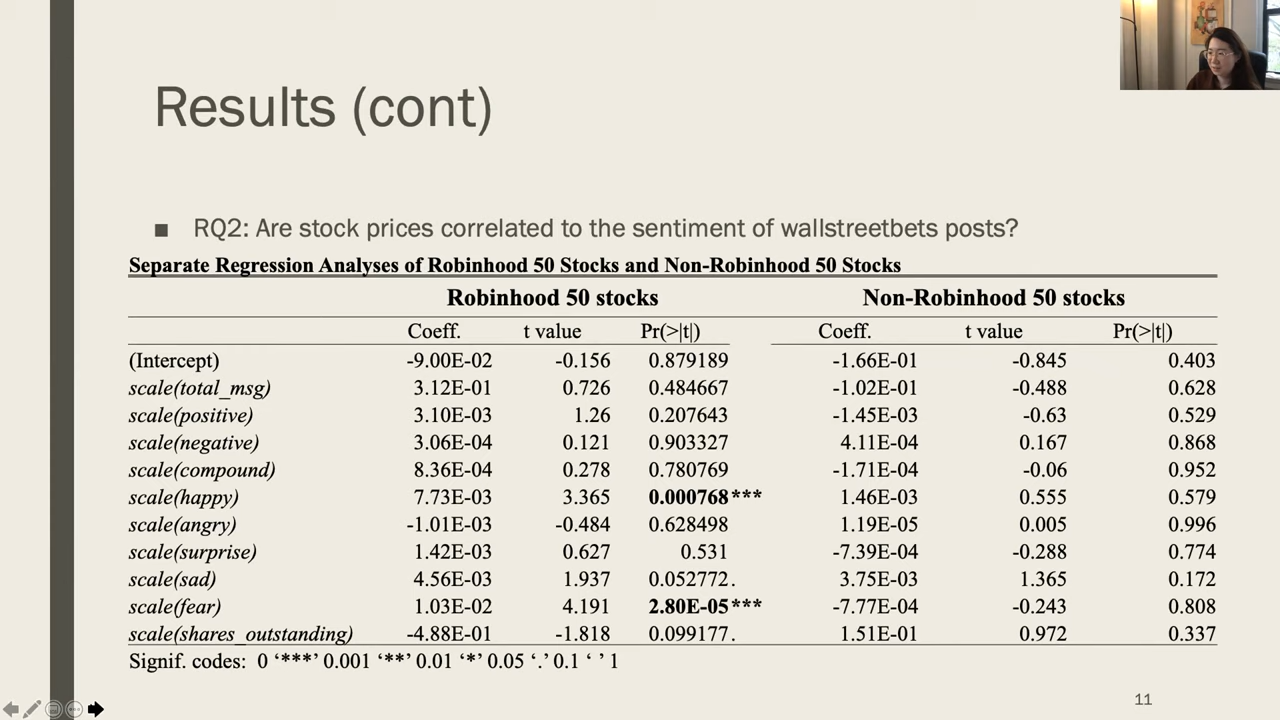 Results (cont)
■ RQ2: Are stock prices correlated to the sentiment of wallstreetbets posts?
Separate Regression Analyses of Robinhood 50 Stocks and Non-Robinhood 50 Stocks
Robinhood 50 stocks Non-Robinhood 50 stocks
Coeff. t value Pr(>|t|) Coeff. t value Pr(>|t|)
(Intercept) -9.00E-02 -0.156 0.879189 -1.66E-01 -0.845 0.403
scale(total_msg) 3.12E-01 0.726 0.484667 -1.02E-01 -0.488 0.628
scale(positive) 3.10E-03 1.26 0.207643 -1.45E-03 -0.63 0.529
scale(negative) 3.06E-04 0.121 0.903327 4.11E-04 0.167 0.868
scale(compound) 8.36E-04 0.278 0.780769 -1.71E-04 -0.06 0.952
scale(happy) 7.73E-03 3.365 0.000768*** 1.46E-03 0.555 0.579
scale(angry) -1.01E-03 -0.484 0.628498 1.19E-05 0.005 0.996
scale(surprise) 1.42E-03 0.627 0.531 -7.39E-04 -0.288 0.774
scale(sad) 4.56E-03 1.937 0.052772. 3.75E-03 1.365 0.172
scale(fear) 1.03E-02 4.191 2.80E-05*** -7.77E-04 -0.243 0.808
scale(shares_outstanding) -4.88E-01 -1.818 0.099177. 1.51E-01 0.972 0.337
Signif. codes: 0 ‘***’ 0.001 ‘**’ 0.01 ‘*’ 0.05 ‘.’ 0.1 ‘ ’ 1
11